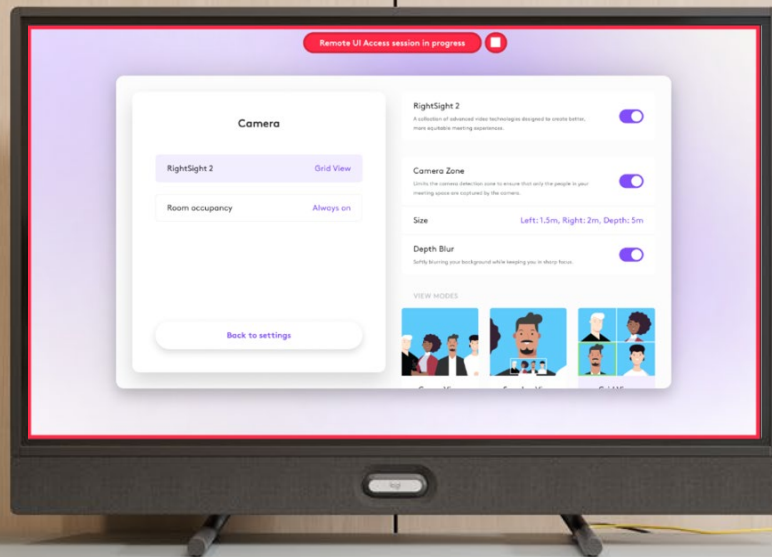 Remote UI Access session in progress
Camera
RightSight 2 Grid View
Room occupancy Always on
Back to settings
RightSight 2
A collection of advanced video technologies designed to create better,
more equitable meeting experiences.
Camera Zone
Limits the camera detection zone to ensure that only the people in your
meeting space are captured by the camera.
Size Left: 1.5m, Right: 2m, Depth: 5m
Depth Blur
Softly blurring your background while keeping you in sharp focus.
VIEW MODES
logi